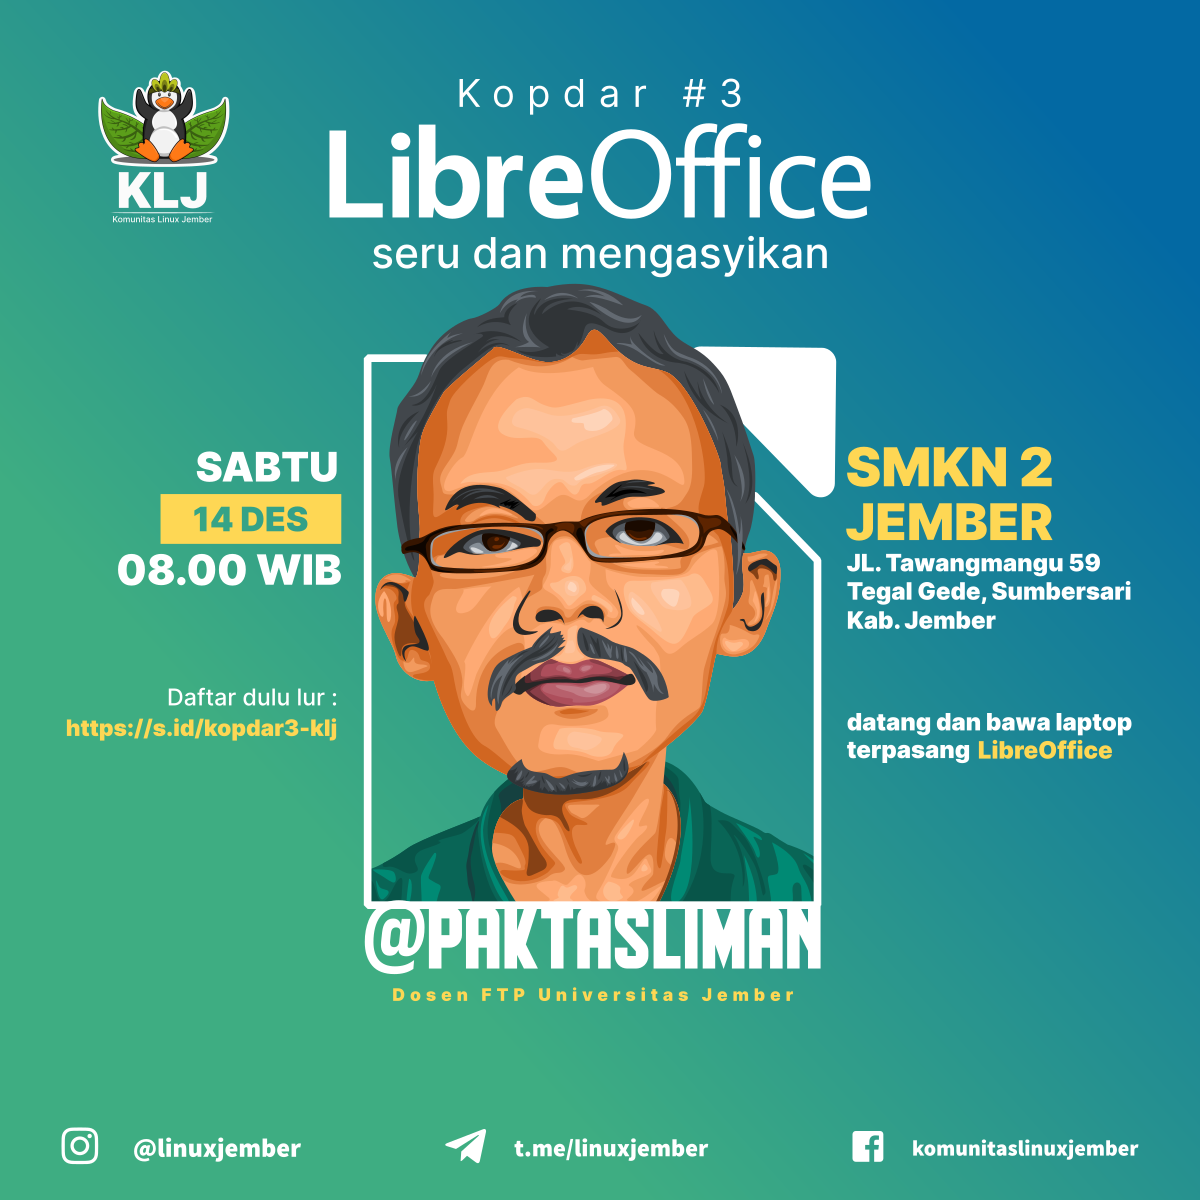 KLJ
Komunitas Linux Jember
Kopdar #3
LibreOffice
seru dan mengasyikan
SABTU
14 DES
08.00 WIB
Daftar dulu lur :
https://s.id/kopdar3-klj
SMKN 2
JEMBER
JL. Tawangmangu 59
Tegal Gede, Sumbersari
Kab. Jember
datang dan bawa laptop
terpasang LibreOffice
@PAKTASLIMAN
Dosen FTP Universitas Jember
@linuxjember
t.me/linuxjember
komunitaslinuxjember